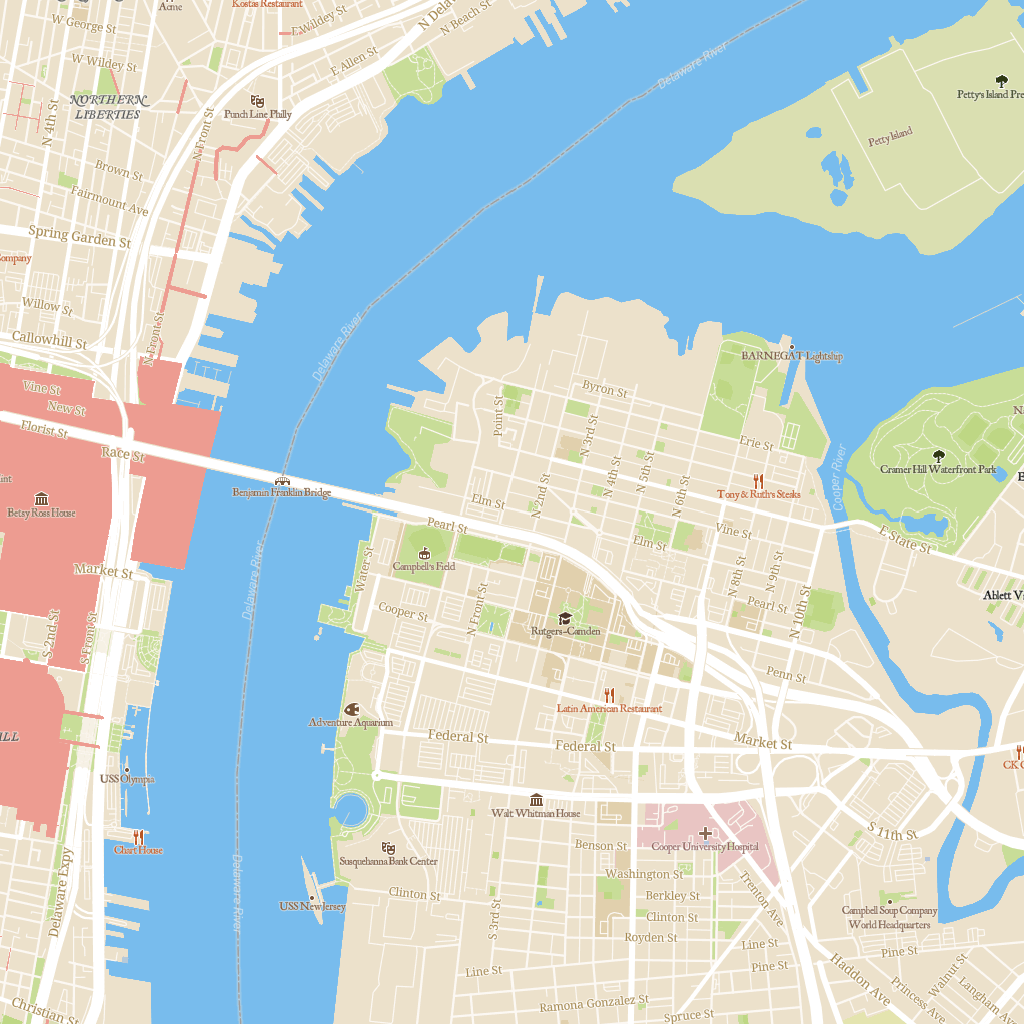 Acme
Kostas Restaurant
W George St
E Wildey St
N Beach St
W Wildey St
E Allen St
Delaware River
NORTHERN
LIBERTIES
Punch Line Philly
Petty's Island Pre
N 4th St
N Front St
Petty Island
Brown St
Fairmount Ave
Spring Garden St
Company
Willow St
Callowhill St
N Front St
Delaware River
BARNEGAT Lightship
Vine St
New St
Florist St
Race St
Byron St
Point St
N 3rd St
Erie St
Cramer Hill Waterfront Park
Cooper River
Betsy Ross House
Benjamin Franklin Bridge
N 2nd St
N 4th St
N 5th St
N 6th St
Tony & Ruth's Steaks
Elm St
Pearl St
Vine St
Elm St
E State St
Campbell's Field
Water St
Market St
Delaware River
Cooper St
N Front St
Rutgers-Camden
N 8th St
N 9th St
Pearl St
N 10th St
Ablett V
S 2nd St
S Front St
Penn St
Latin American Restaurant
Adventure Aquarium
Federal St
Federal St
Market St
USS Olympia
CK
Walt Whitman House
Chart House
Benson St
Cooper University Hospital
S 11th St
Susquehanna Bank Center
Washington St
Clinton St
Berkley St
Trenton Ave
Delaware Expy
Delaware River
USS New Jersey
S 3rd St
Clinton St
Campbell Soup Company
World Headquarters
Royden St
Line St
Pine St
Line St
Pine St
Haddon Ave
Princess Ave
Walnut St
Langham Ave
Christian St
Ramona Gonzalez St
Spruce St